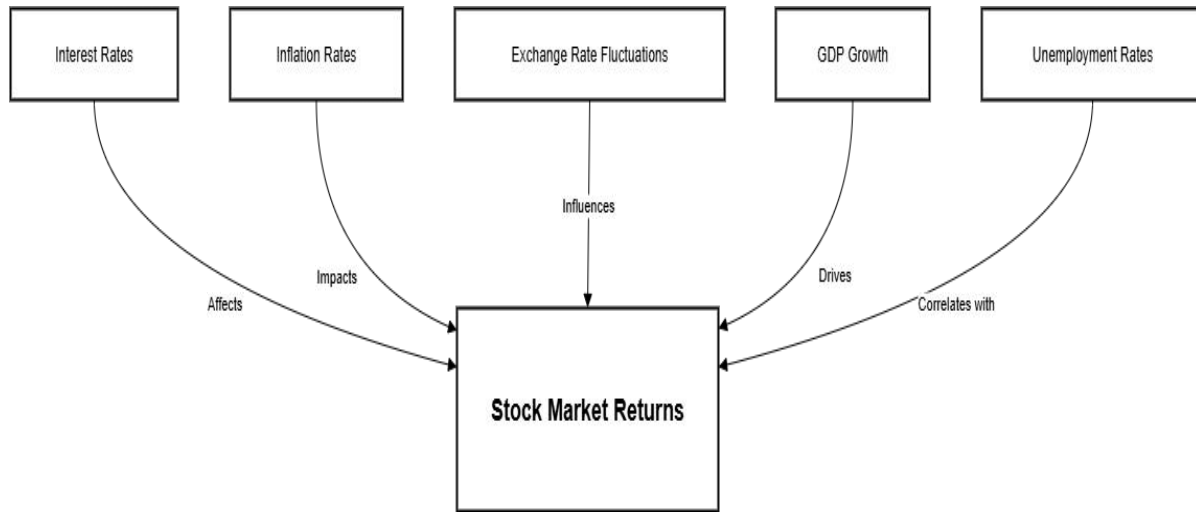 Interest Rates
Inflation Rates
Exchange Rate Fluctuations
GDP Growth
Unemployment Rates
Influences
Impacts
Drives
Affects
Correlates with
Stock Market Returns